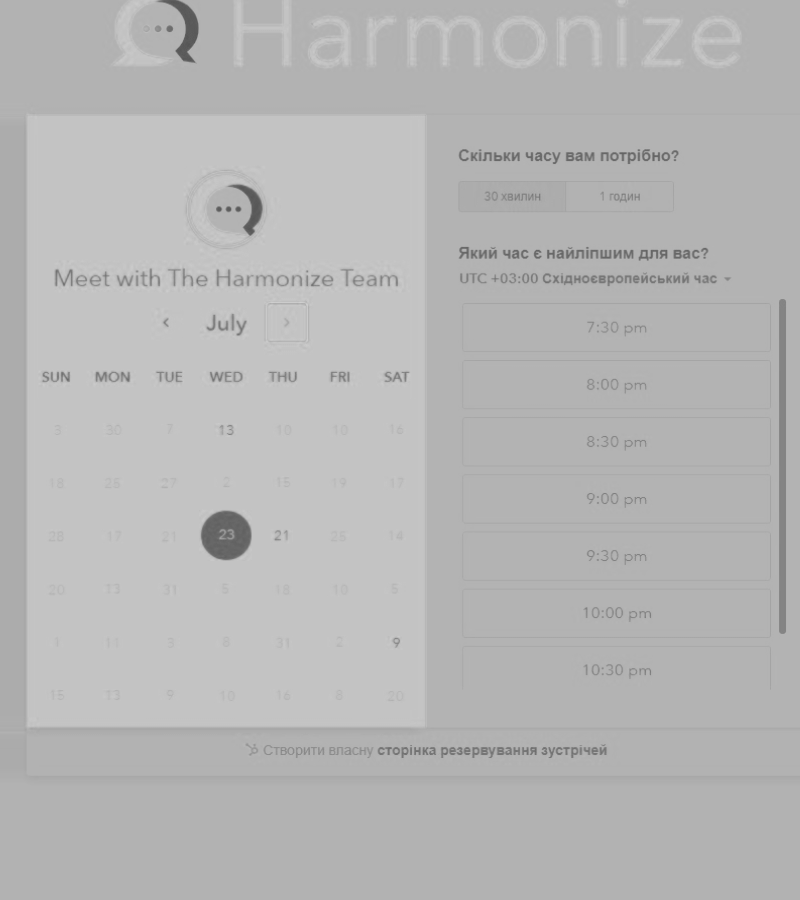 Harmonize
Meet with The Harmonize Team
July
SUN MON TUE WED THU FRI SAT
3 30 7 13 10 10 16
18 26 27 2 15 19 17
28 17 21 23 21 14
20 13 31 18 10
1 11 3 8 31 2 9
15 13 9 10 16 8 20
Скільки часу вам потрібно?
30 хвилин 1 годин
Який час є найліпшим для вас?
UTC +03:00 Східноєвропейський час
7:30 pm
8:00 pm
8:30 pm
9:00 pm
9:30 pm
10:00 pm
10:30 pm
Створити власну сторінка резервування зустрічей